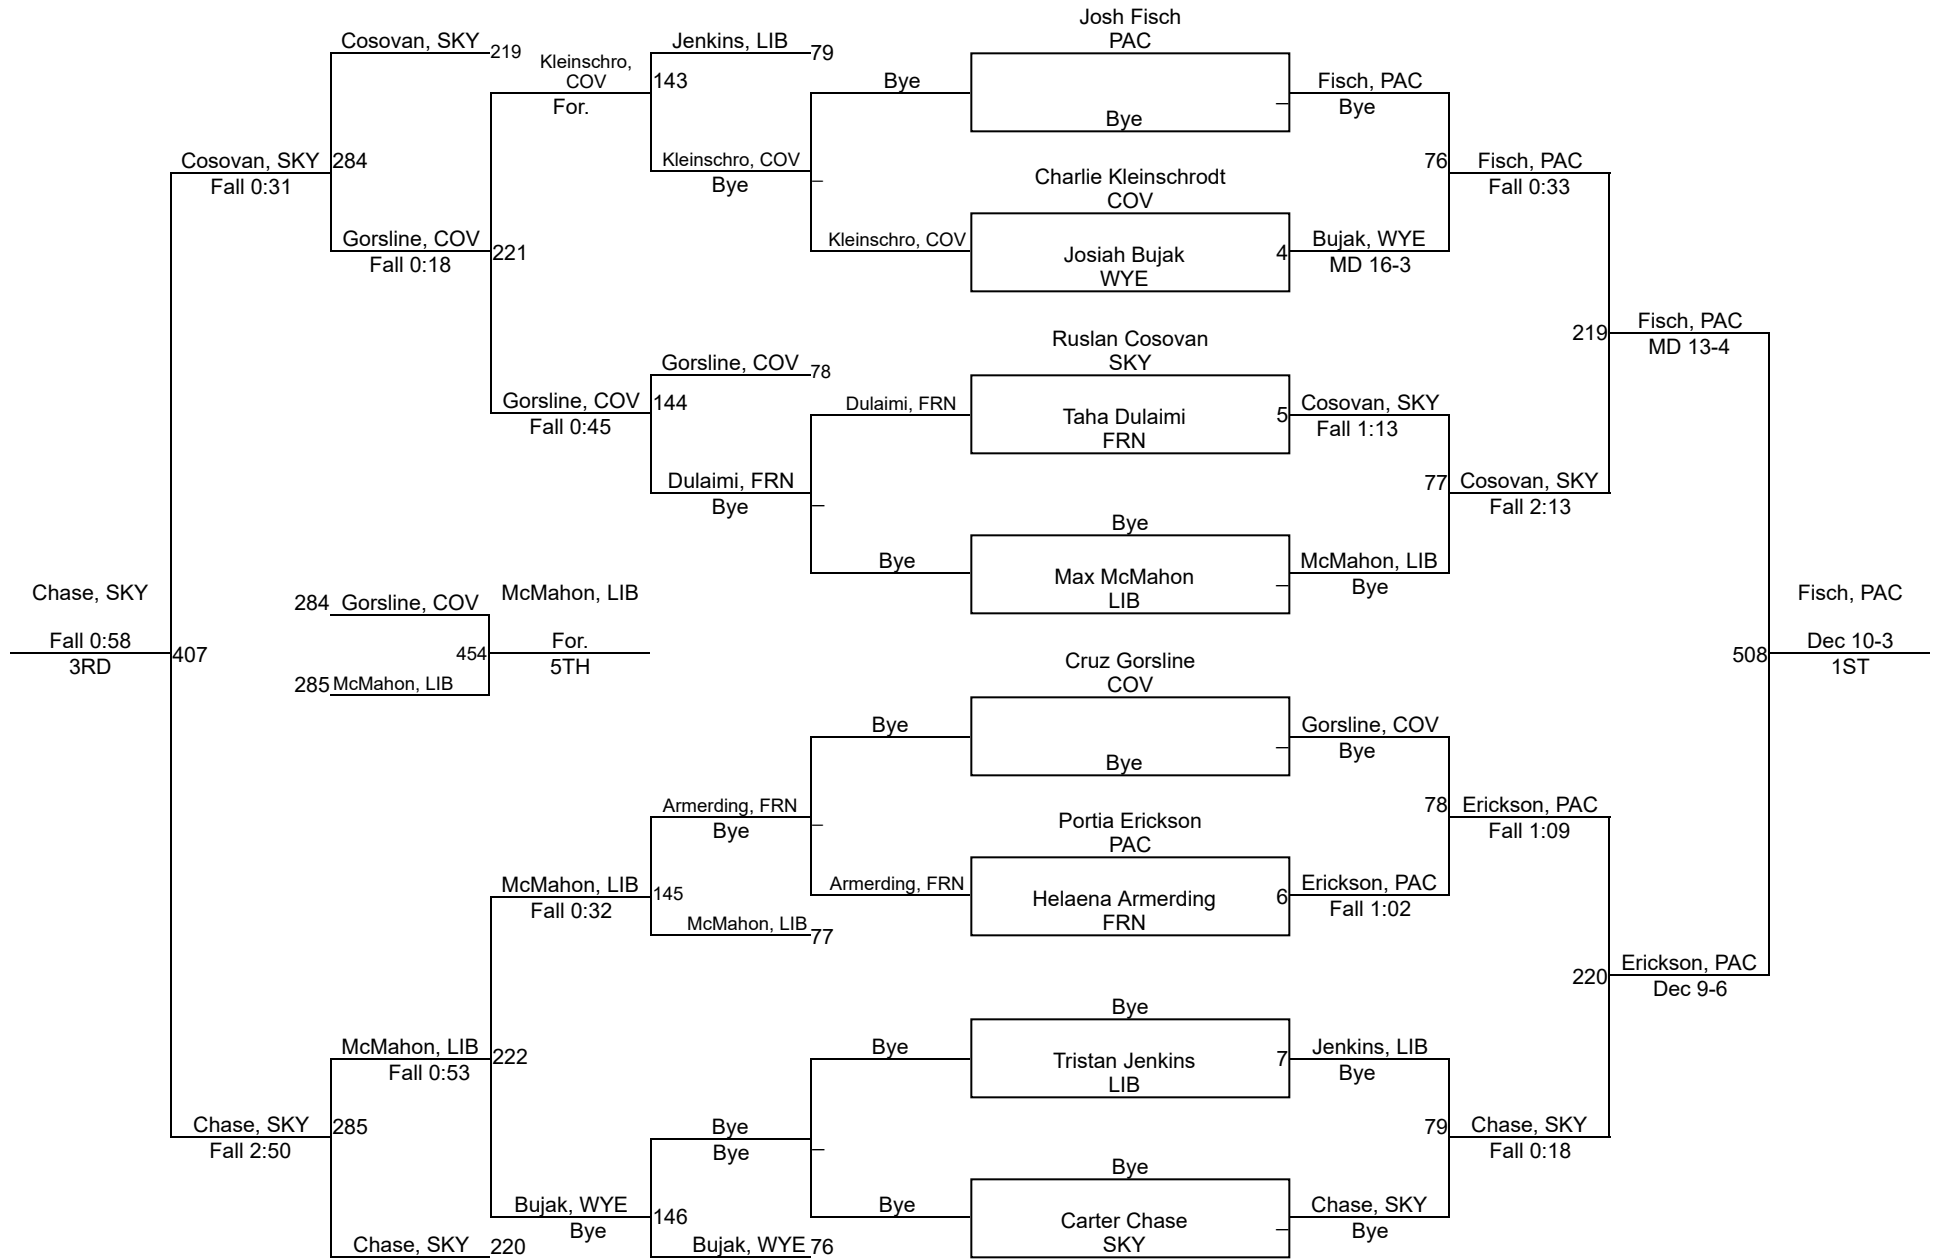 Josh Fisch
PAC
Cosovan, SKY
219
Jenkins, LIB
79
Kleinschro,
COV
143
For.
Bye
Bye
Fisch, PAC
Bye
Cosovan, SKY
284
Fall 0:31
Kleinschro, COV
Bye
Charlie Kleinschrodt
COV
76
Fisch, PAC
Fall 0:33
Gorsline, COV
221
Fall 0:18
Kleinschro, COV
Josiah Bujak
WYE
4
Bujak, WYE
MD 16-3
219
Fisch, PAC
MD 13-4
Ruslan Cosovan
SKY
Gorsline, COV
78
Gorsline, COV
144
Fall 0:45
Dulaimi, FRN
Taha Dulaimi
FRN
5
Cosovan, SKY
Fall 1:13
Dulaimi, FRN
Bye
77
Cosovan, SKY
Fall 2:13
Bye
Bye
Max McMahon
LIB
McMahon, LIB
Bye
Chase, SKY
Fall 0:58
3RD
407
284
Gorsline, COV
McMahon, LIB
454
For.
5TH
285
McMahon, LIB
Fisch, PAC
508
Dec 10-3
1ST
Cruz Gorsline
COV
Bye
Bye
Gorsline, COV
Bye
Armerding, FRN
Bye
Portia Erickson
PAC
78
Erickson, PAC
Fall 1:09
McMahon, LIB
145
Fall 0:32
Armerding, FRN
Helaena Armerding
FRN
6
Erickson, PAC
Fall 1:02
McMahon, LIB
77
220
Erickson, PAC
Dec 9-6
Bye
McMahon, LIB
222
Fall 0:53
Bye
Tristan Jenkins
LIB
7
Jenkins, LIB
Bye
Chase, SKY
285
Fall 2:50
Bye
Bye
79
Chase, SKY
Fall 0:18
Bye
Bujak, WYE
146
Bye
Bye
Carter Chase
SKY
Chase, SKY
Bye
Chase, SKY
220
Bujak, WYE
76